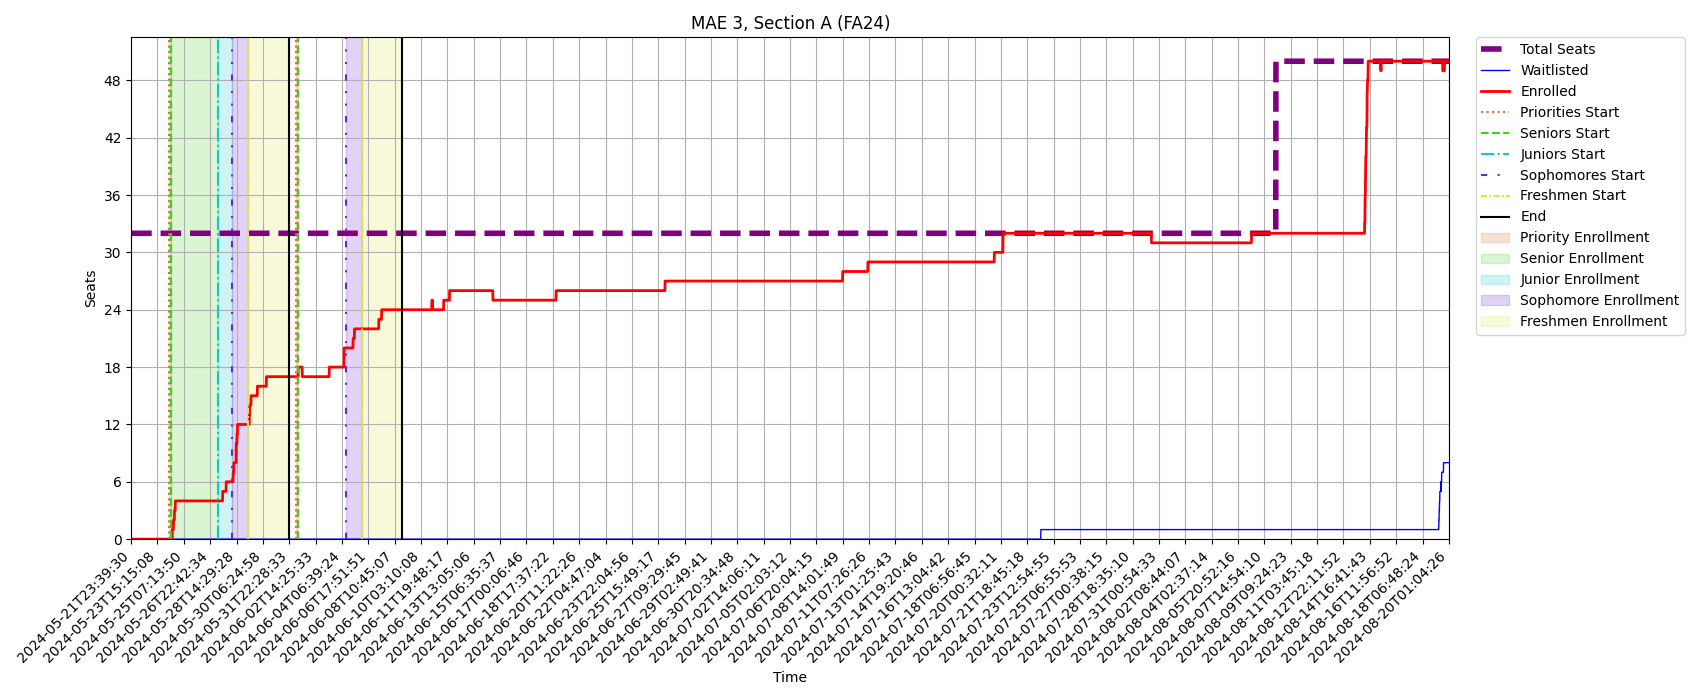 MAE 3, Section A (FA24)
Seats
48
42
36
30
24
18
12
6
0
2024-05-21T23:39:30
2024-05-23T15:15:08
2024-05-25T07:13:50
2024-05-26T22:42:34
2024-05-28T14:29:28
2024-05-30T06:24:58
2024-05-31T22:28:33
2024-06-02T14:25:33
2024-06-04T06:39:24
2024-06-06T17:51:51
2024-06-08T10:45:07
2024-06-10T03:10:08
2024-06-11T19:48:17
2024-06-13T13:05:06
2024-06-15T06:35:37
2024-06-17T00:06:46
2024-06-18T17:37:22
2024-06-20T11:22:26
2024-06-22T04:47:04
2024-06-23T22:04:56
2024-06-25T15:49:17
2024-06-27T09:29:45
2024-06-29T02:49:41
2024-06-30T20:34:48
2024-07-02T14:06:11
2024-07-05T02:03:12
2024-07-06T20:04:15
2024-07-08T14:01:49
2024-07-11T07:26:26
2024-07-13T01:25:43
2024-07-14T19:20:46
2024-07-16T13:04:42
2024-07-18T06:56:45
2024-07-20T00:32:11
2024-07-21T18:45:18
2024-07-23T12:54:55
2024-07-25T06:55:53
2024-07-27T00:38:15
2024-07-28T18:35:10
2024-07-31T00:54:33
2024-08-02T08:44:07
2024-08-04T02:37:14
2024-08-05T20:52:16
2024-08-07T14:54:10
2024-08-09T09:24:23
2024-08-11T03:45:18
2024-08-12T22:11:52
2024-08-14T16:41:43
2024-08-16T11:56:52
2024-08-18T06:48:24
2024-08-20T01:04:26
Time
Total Seats
Waitlisted
Enrolled
Priorities Start
Seniors Start
Juniors Start
Sophomores Start
Freshmen Start
End
Priority Enrollment
Senior Enrollment
Junior Enrollment
Sophomore Enrollment
Freshmen Enrollment